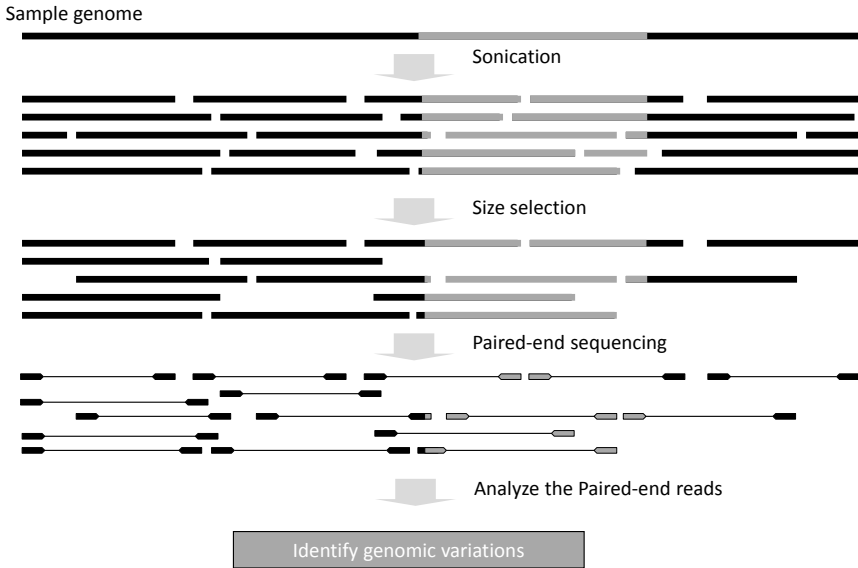 Sample genome
Sonication
Size selection
Paired-end sequencing
Analyze the Paired-end reads
Identify genomic variations